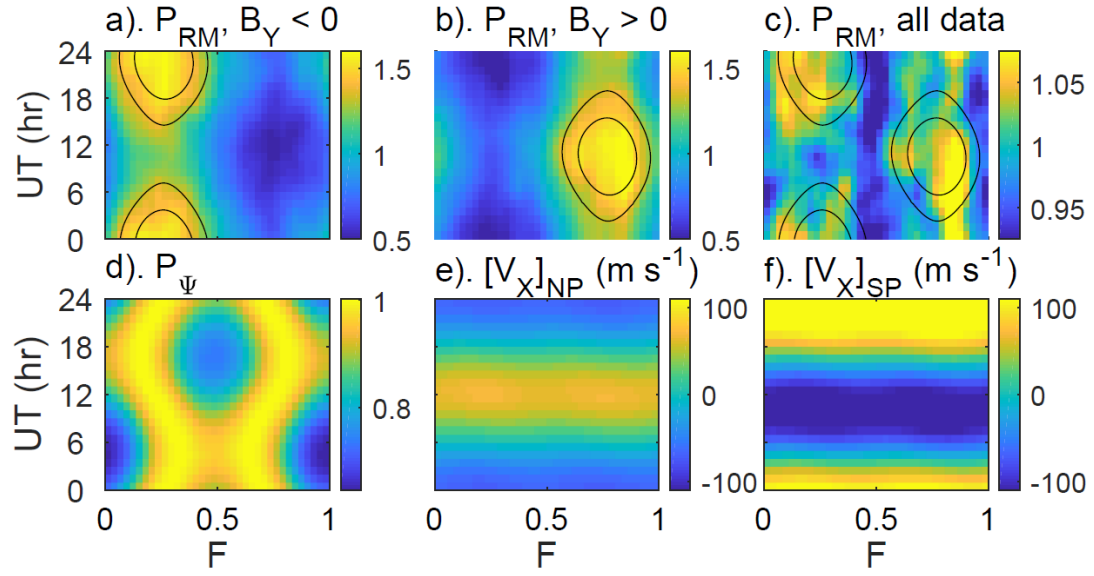 a). P_RM, B_Y < 0
b). P_RM, B_Y > 0
c). P_RM, all data
UT (hr)
24
18
12
6
0
1.5
1
0.5
1.5
1
0.5
1.05
1
0.95
d). P_Ψ
e). [V_X]_NP (m s⁻¹)
f). [V_X]_SP (m s⁻¹)
UT (hr)
24
18
12
6
0
1
0.8
100
0
-100
100
0
-100
0 0.5 1
0 0.5 1
0 0.5 1
F
F
F